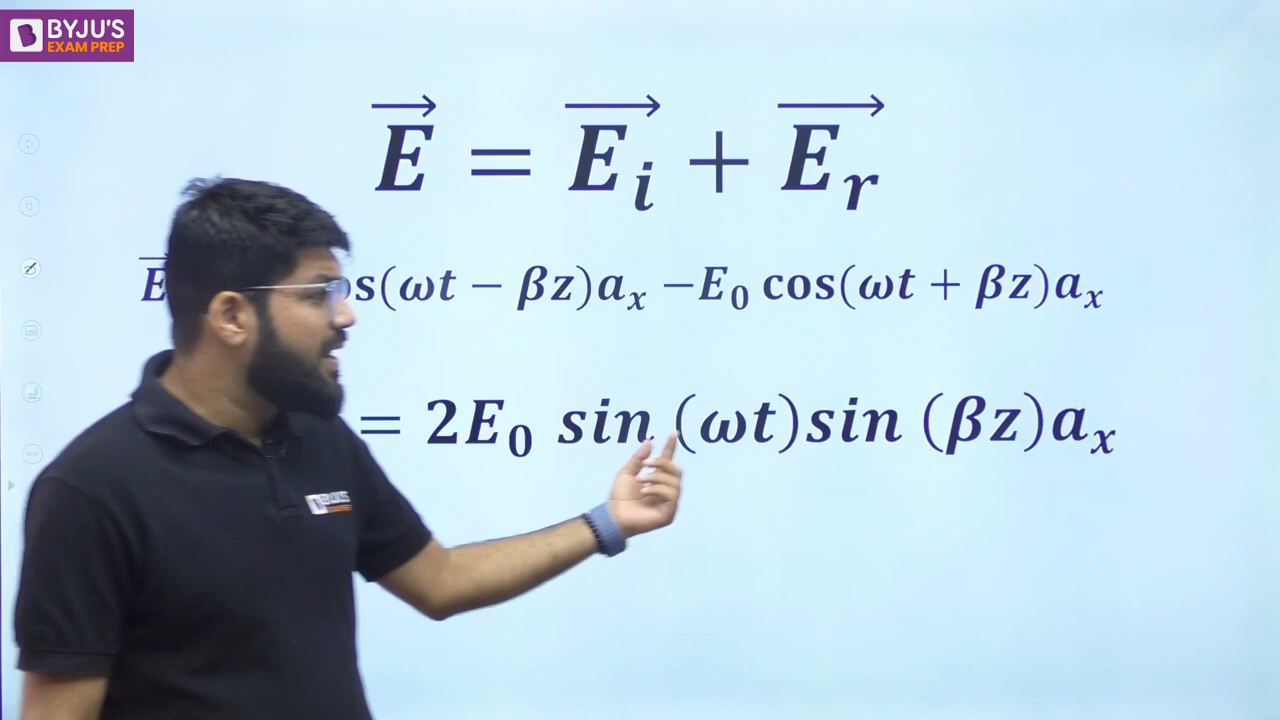 BYJU'S
EXAM PREP
E = Eᵢ + Eᵣ
E os(ωt − βz)aₓ −E₀ cos(ωt + βz)aₓ
= 2E₀ sin (ωt)sin (βz)aₓ